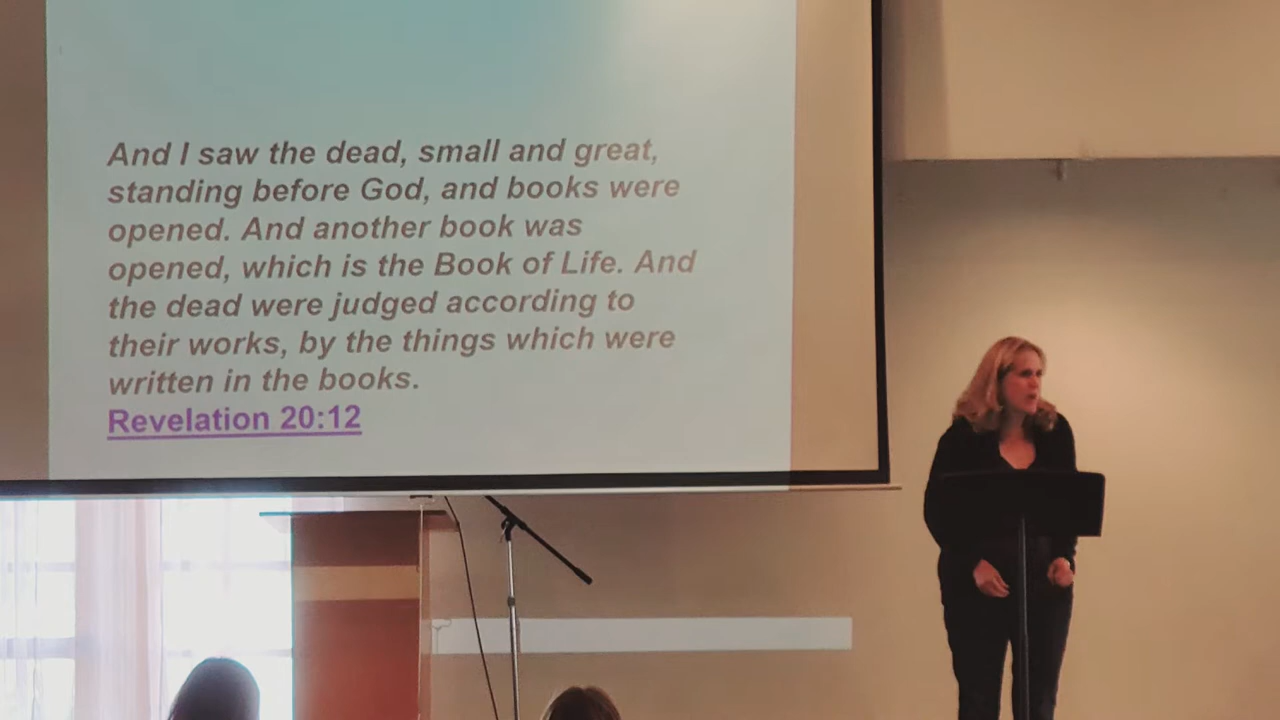 And I saw the dead, small and great,
standing before God, and books were
opened. And another book was
opened, which is the Book of Life. And
the dead were judged according to
their works, by the things which were
written in the books.
Revelation 20:12